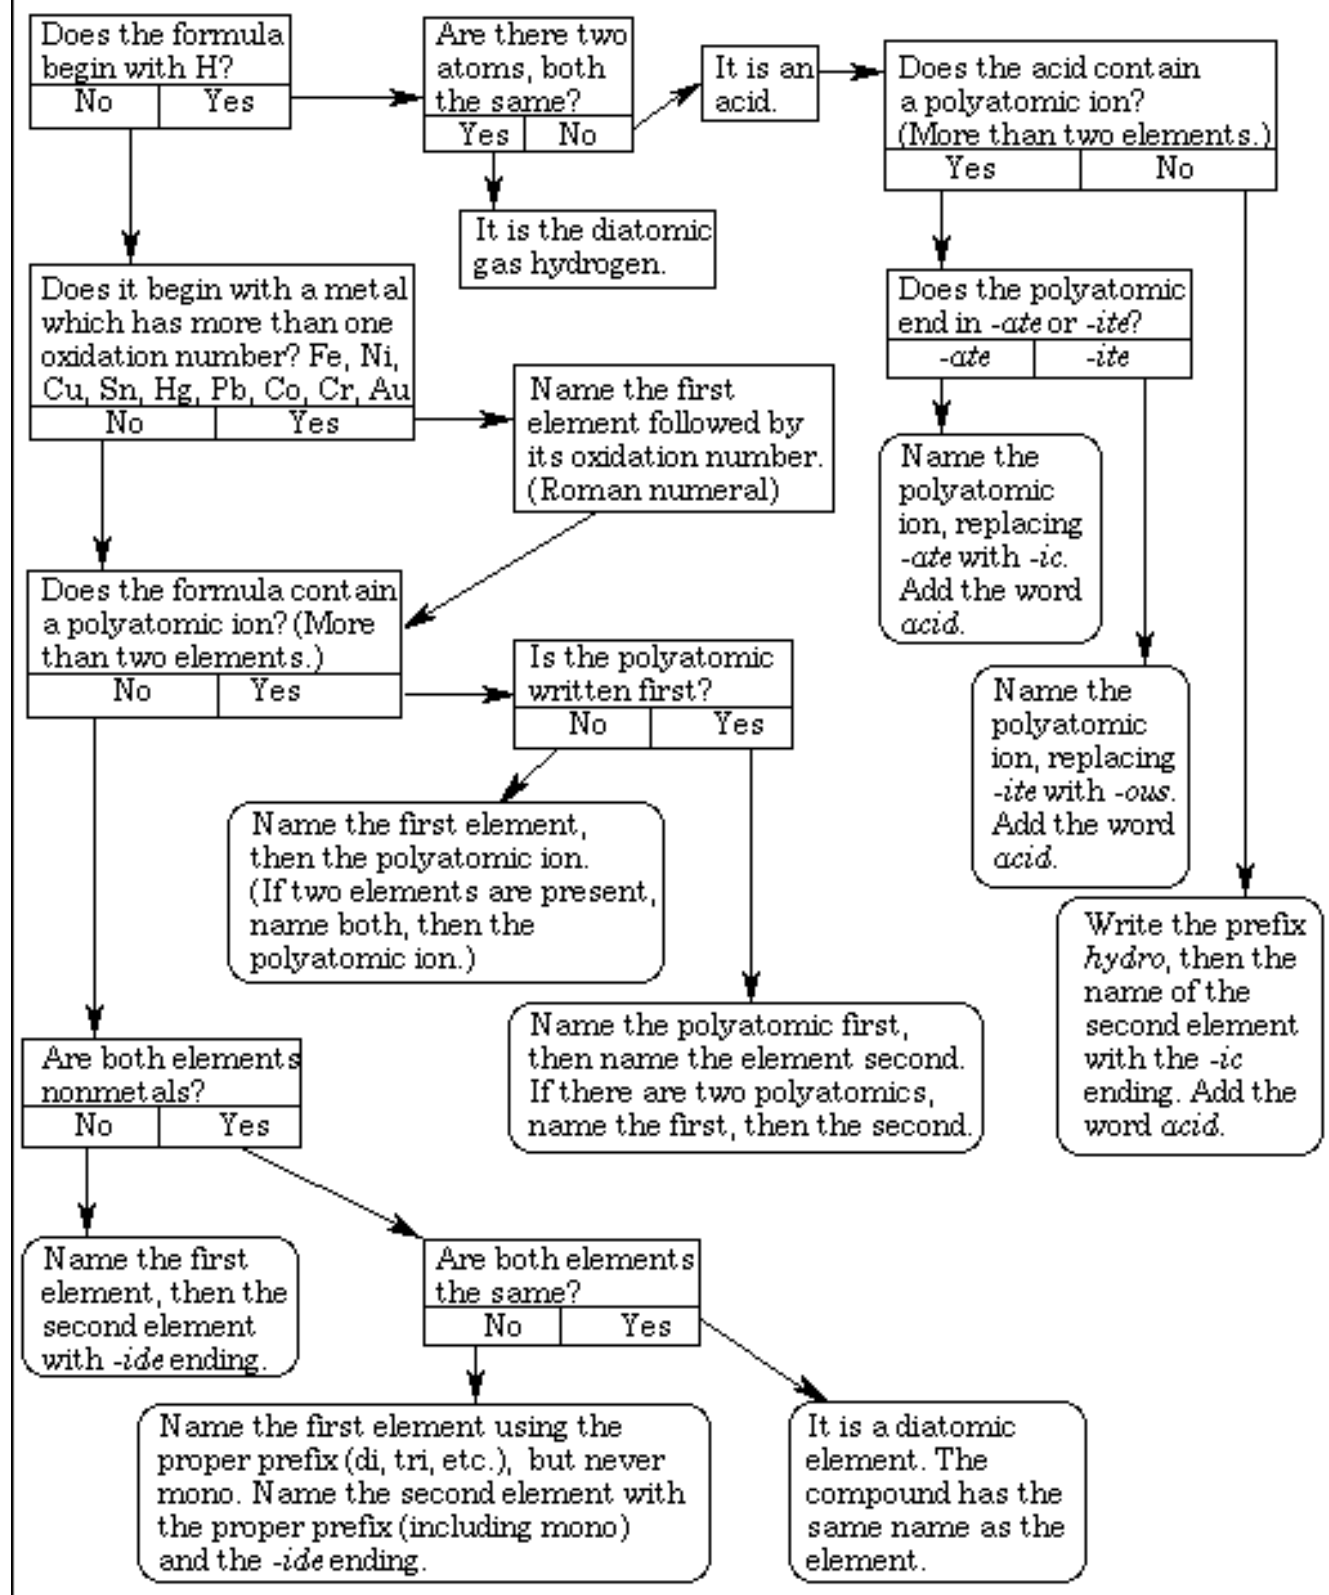 Does the formula
begin with H?
No Yes
Are there two
atoms, both
the same?
Yes No
It is an
acid.
Does the acid contain
a polyatomic ion?
(More than two elements.)
Yes No
It is the diatomic
gas hydrogen.
Does it begin with a metal
which has more than one
oxidation number? Fe, Ni,
Cu, Sn, Hg, Pb, Co, Cr, Au
No Yes
Does the polyatomic
end in -ate or -ite?
-ate -ite
Name the first
element followed by
its oxidation number.
(Roman numeral)
Name the
polyatomic
ion, replacing
-ate with -ic.
Add the word
acid.
Does the formula contain
a polyatomic ion? (More
than two elements.)
No Yes
Is the polyatomic
written first?
No Yes
Name the
polyatomic
ion, replacing
-ite with -ous.
Add the word
acid.
Name the first element,
then the polyatomic ion.
(If two elements are present,
name both, then the
polyatomic ion.)
Write the prefix
hydro, then the
name of the
second element
with the -ic
ending. Add the
word acid.
Name the polyatomic first,
then name the element second.
If there are two polyatomics,
name the first, then the second.
Are both elements
nonmetals?
No Yes
Name the first
element, then the
second element
with -ide ending.
Are both elements
the same?
No Yes
Name the first element using the
proper prefix (di, tri, etc.), but never
mono. Name the second element with
the proper prefix (including mono)
and the -ide ending.
It is a diatomic
element. The
compound has the
same name as the
element.